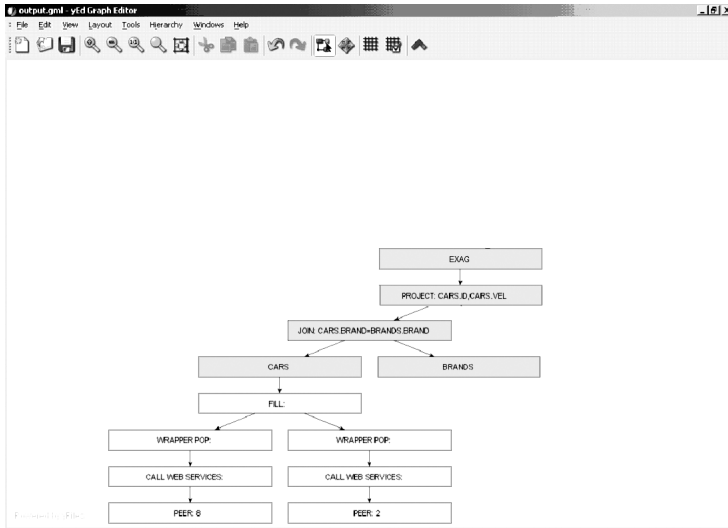 output.gml - yEd Graph Editor
File Edit View Layout Tools Hierarchy Windows Help
EXAG
PROJECT: CARS.ID,CARS.VEL
JOIN: CARS.BRAND=BRANDS.BRAND
CARS BRANDS
FILL:
WRAPPER POP: WRAPPER POP:
CALL WEB SERVICES: CALL WEB SERVICES:
PEER: 8 PEER: 2